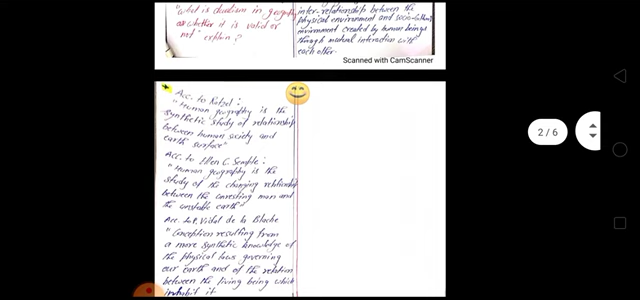 "what is dualism in geography
or whether it is valid or
not" explain?
inter-relationship between the
physical environment and socio-cultural
environment created by human beings
through mutual interaction with
each other.
Scanned with CamScanner
Acc. to Ratzel:
"Human geography is the
synthetic study of relationship
between human society and
earth surface"
Acc. to Ellen C. Semple:
"Human geography is the
study of the changing relationship
between the unresting man and
the unstable earth"
Acc. to P. Vidal de la Blache
"Conception resulting from
a more synthetic knowledge of
the physical laws governing
our earth and of the relation
between the living being which
inhabit it
2/6